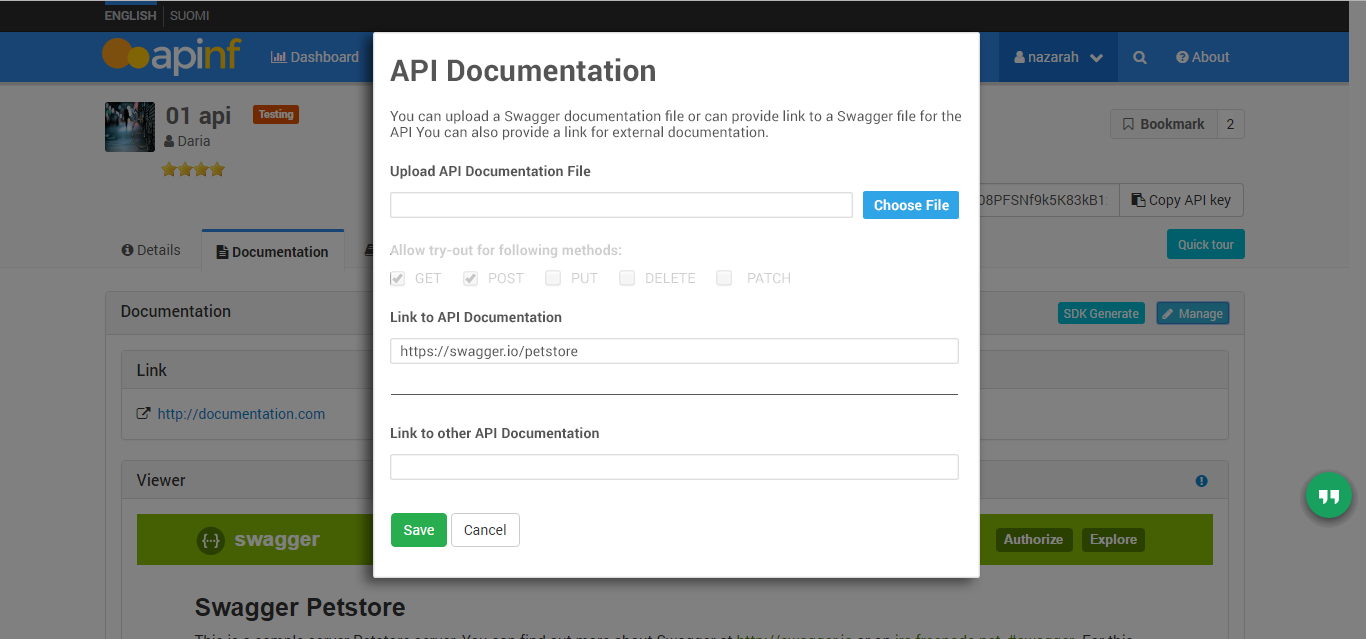 ENGLISH SUOMI
apinf Dashboard nazarah About
API Documentation
You can upload a Swagger documentation file or can provide link to a Swagger file for the
API You can also provide a link for external documentation.
01 api Testing
Daria
Bookmark 2
Upload API Documentation File
Choose File
08PFSNf9k5K83kB1 Copy API key
Allow try-out for following methods:
Details Documentation Quick tour
GET POST PUT DELETE PATCH
Documentation Link to API Documentation SDK Generate Manage
https://swagger.io/petstore
Link
http://documentation.com
Link to other API Documentation
Viewer
Save Cancel
{··} swagger Authorize Explore
Swagger Petstore